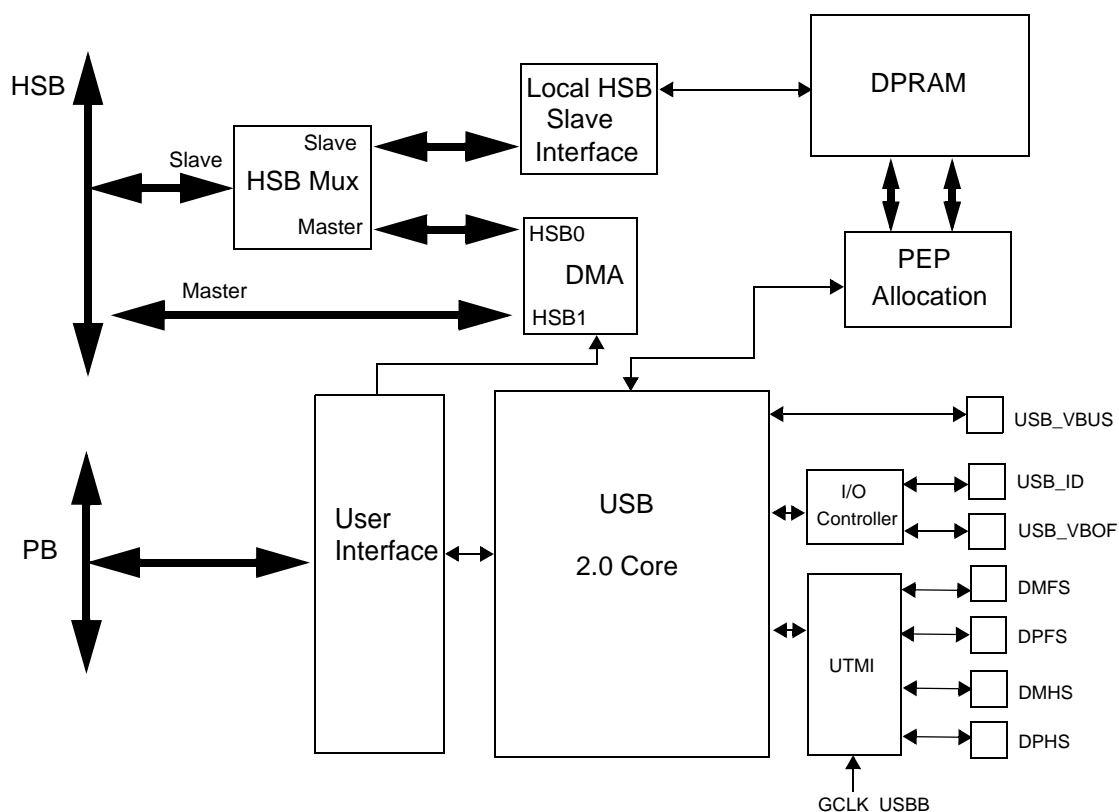 HSB
Slave
Slave
HSB Mux
Master
Local HSB
Slave
Interface
DPRAM
HSB0
DMA
HSB1
Master
PEP
Allocation
PB
User
Interface
USB
2.0 Core
I/O
Controller
UTMI
USB_VBUS
USB_ID
USB_VBOF
DMFS
DPFS
DMHS
DPHS
GCLK_USBB